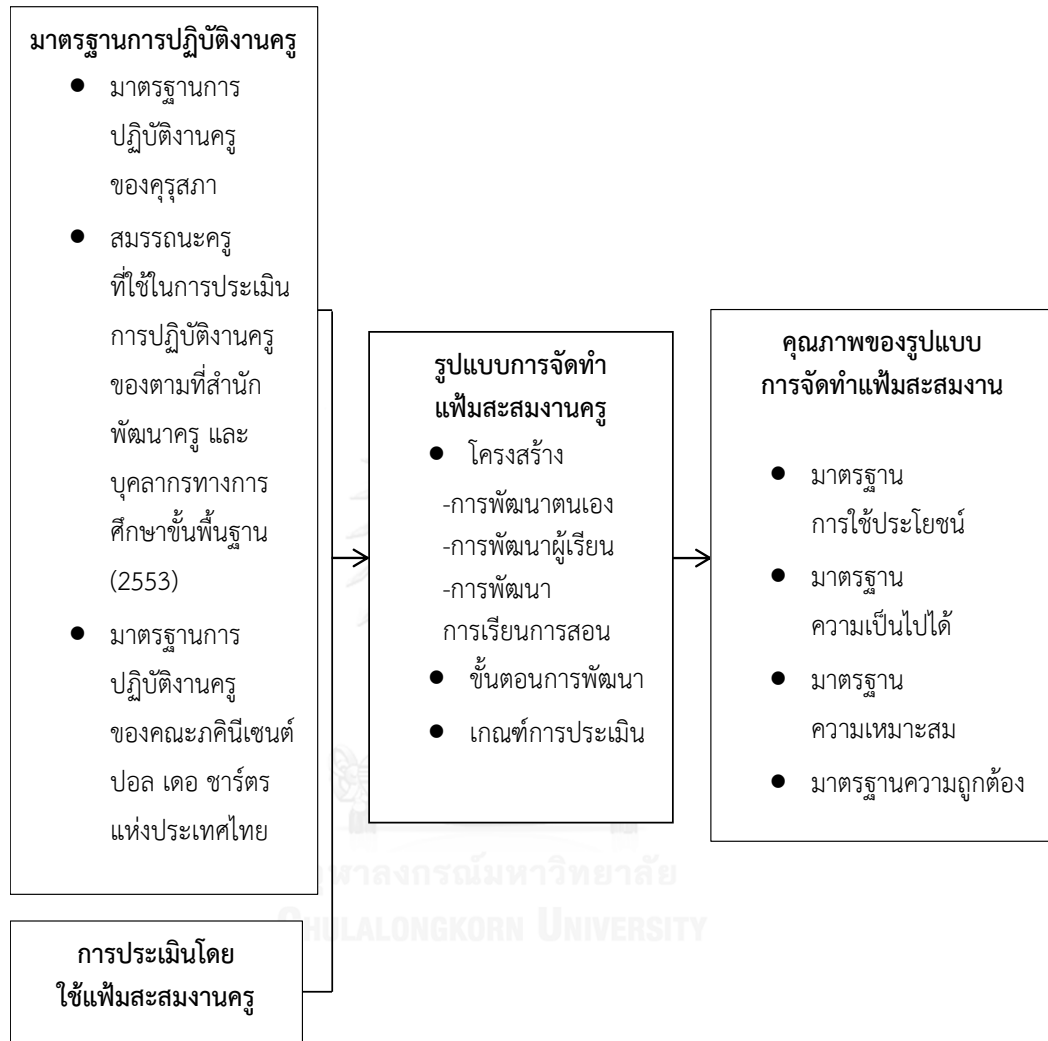 มาตรฐานการปฏิบัติงานครู
● มาตรฐานการ
ปฏิบัติงานครู
ของคุรุสภา
● สมรรถนะครู
ที่ใช้ในการประเมิน
การปฏิบัติงานครู
ของตามที่สำนัก
พัฒนาครู และ
บุคลากรทางการ
ศึกษาขั้นพื้นฐาน
(2553)
● มาตรฐานการ
ปฏิบัติงานครู
ของคณะภคินีเซนต์
ปอล เดอ ชาร์ตร
แห่งประเทศไทย
การประเมินโดย
ใช้แฟ้มสะสมงานครู
รูปแบบการจัดทำ
แฟ้มสะสมงานครู
● โครงสร้าง
-การพัฒนาตนเอง
-การพัฒนาผู้เรียน
-การพัฒนา
การเรียนการสอน
● ขั้นตอนการพัฒนา
● เกณฑ์การประเมิน
คุณภาพของรูปแบบ
การจัดทำแฟ้มสะสมงาน
● มาตรฐาน
การใช้ประโยชน์
● มาตรฐาน
ความเป็นไปได้
● มาตรฐาน
ความเหมาะสม
● มาตรฐานความถูกต้อง
ฬาลงกรณ์มหาวิทยาลัย
HULALONGKORN UNIVERSITY